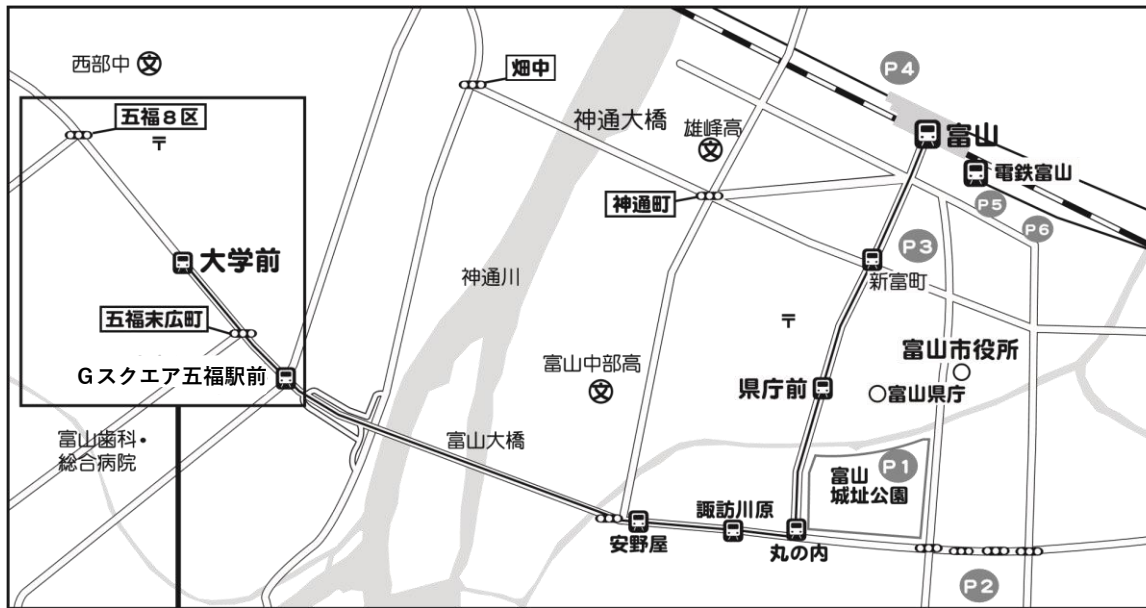 西部中
文
畑中
P4
五福8区
〒
神通大橋
雄峰高
文
富山
電鉄富山
神通町
P5
P6
大学前
P3
神通川
新富町
五福末広町
〒
富山市役所
Gスクエア五福駅前
富山中部高
文
県庁前
富山県庁
富山歯科・
総合病院
富山大橋
P1
富山
城址公園
諏訪川原
安野屋
丸の内
P2